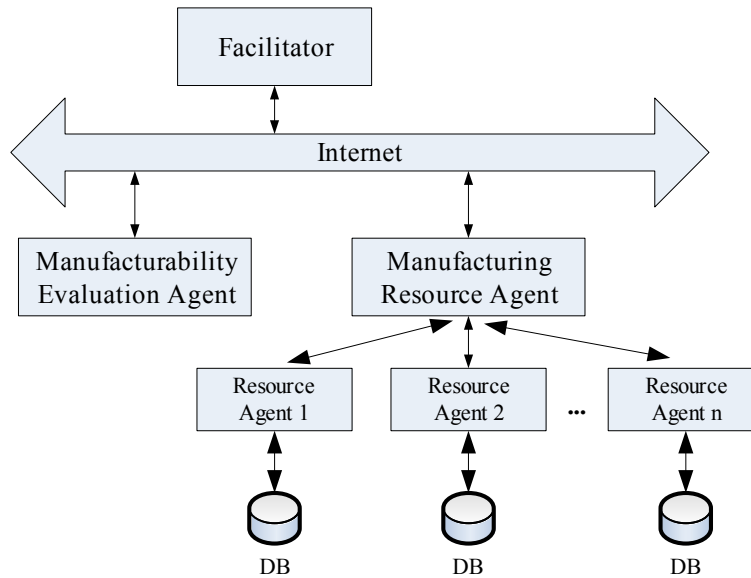 Facilitator
Internet
Manufacturability
Evaluation Agent
Manufacturing
Resource Agent
Resource
Agent 1
Resource
Agent 2
...
Resource
Agent n
DB
DB
DB